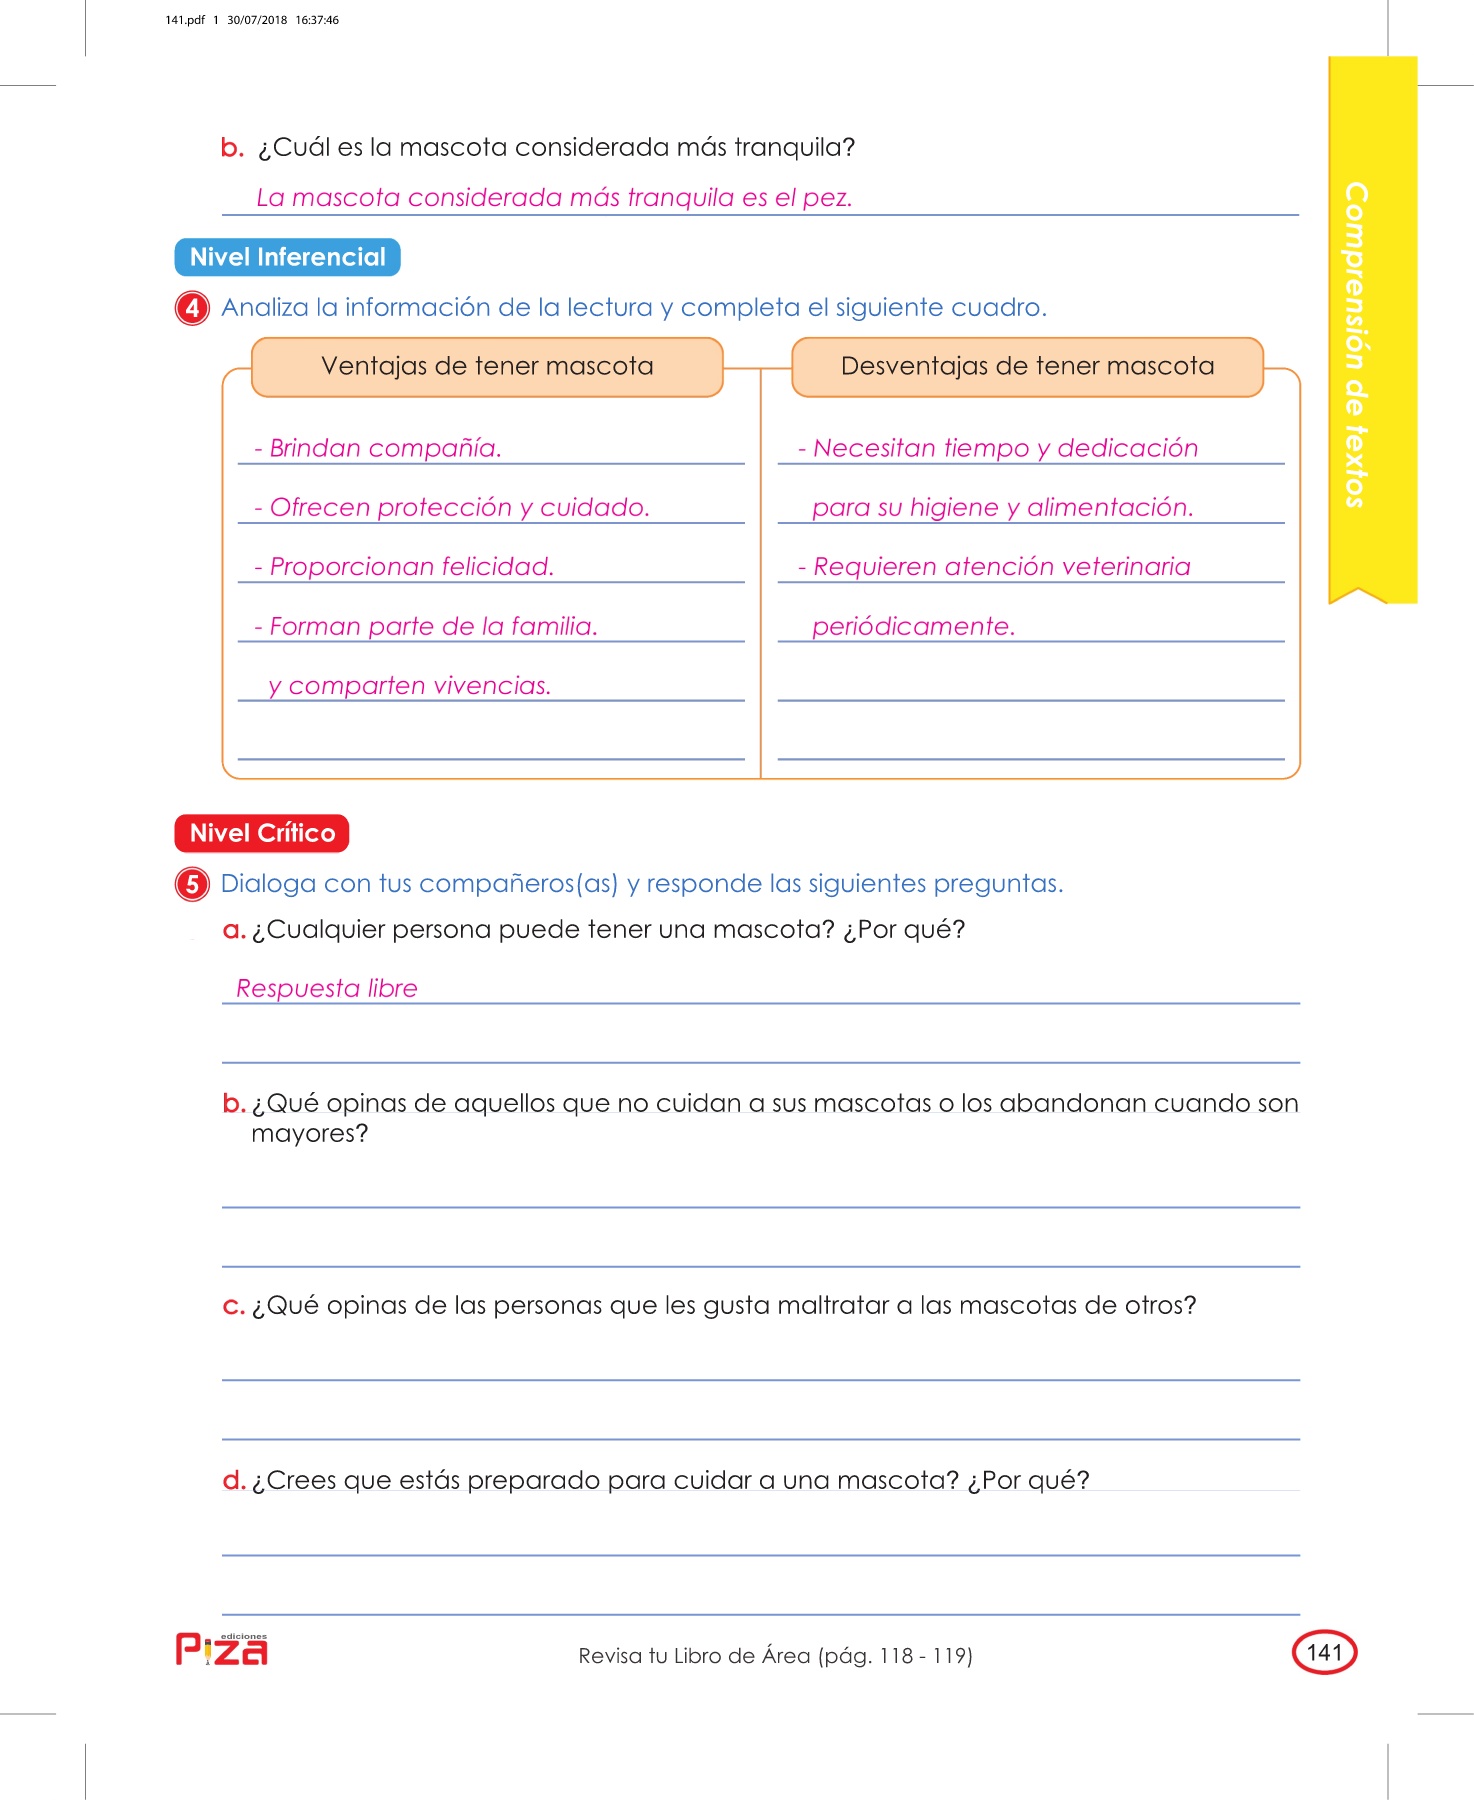 141.pdf 1 30/07/2018 16:37:46
b. ¿Cuál es la mascota considerada más tranquila?
La mascota considerada más tranquila es el pez.
Nivel Inferencial
4 Analiza la información de la lectura y completa el siguiente cuadro.
Ventajas de tener mascota
- Brindan compañía.
- Ofrecen protección y cuidado.
- Proporcionan felicidad.
- Forman parte de la familia.
y comparten vivencias.
Desventajas de tener mascota
- Necesitan tiempo y dedicación
para su higiene y alimentación.
- Requieren atención veterinaria
periódicamente.
Nivel Crítico
5 Dialoga con tus compañeros(as) y responde las siguientes preguntas.
a. ¿Cualquier persona puede tener una mascota? ¿Por qué?
Respuesta libre
b. ¿Qué opinas de aquellos que no cuidan a sus mascotas o los abandonan cuando son
mayores?
c. ¿Qué opinas de las personas que les gusta maltratar a las mascotas de otros?
d. ¿Crees que estás preparado para cuidar a una mascota? ¿Por qué?
ediciones
Piza
Revisa tu Libro de Área (pág. 118 - 119)
141
Comprensión de textos